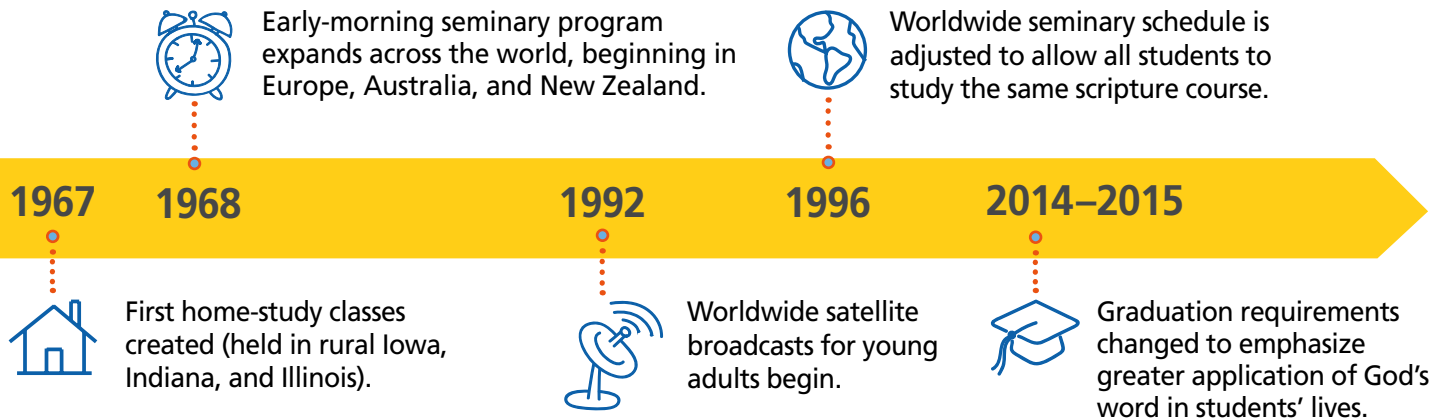 Early-morning seminary program
expands across the world, beginning in
Europe, Australia, and New Zealand.
Worldwide seminary schedule is
adjusted to allow all students to
study the same scripture course.
1967
1968
1992
1996
2014–2015
First home-study classes
created (held in rural Iowa,
Indiana, and Illinois).
Worldwide satellite
broadcasts for young
adults begin.
Graduation requirements
changed to emphasize
greater application of God’s
word in students’ lives.